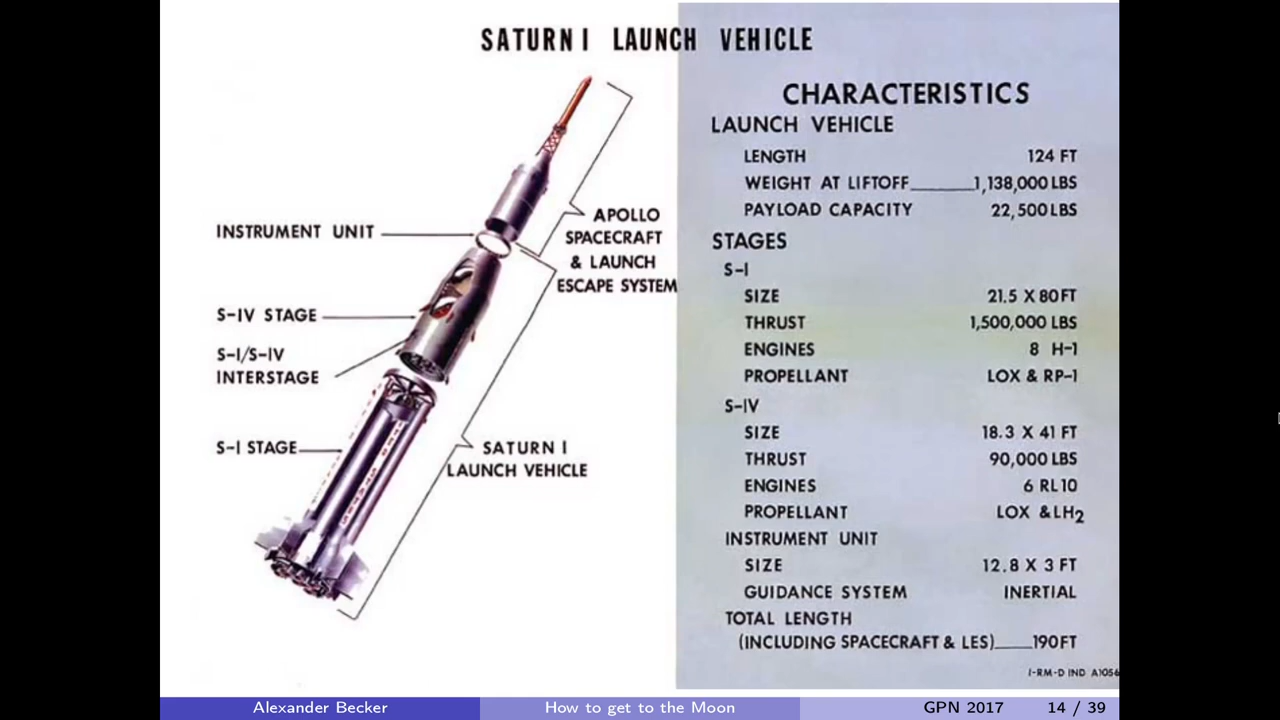 SATURN I LAUNCH VEHICLE
INSTRUMENT UNIT
S-IV STAGE
S-I/S-IV
INTERSTAGE
S-I STAGE
APOLLO
SPACECRAFT
& LAUNCH
ESCAPE SYSTEM
SATURN I
LAUNCH VEHICLE
UNITED STATES
CHARACTERISTICS
LAUNCH VEHICLE
LENGTH 124 FT
WEIGHT AT LIFTOFF 1,138,000 LBS
PAYLOAD CAPACITY 22,500 LBS
STAGES
S-I
SIZE 21.5 X 80 FT
THRUST 1,500,000 LBS
ENGINES 8 H-1
PROPELLANT LOX & RP-1
S-IV
SIZE 18.3 X 41 FT
THRUST 90,000 LBS
ENGINES 6 RL10
PROPELLANT LOX & LH2
INSTRUMENT UNIT
SIZE 12.8 X 3 FT
GUIDANCE SYSTEM INERTIAL
TOTAL LENGTH
(INCLUDING SPACECRAFT & LES) 190 FT
I-RM-D IND A1056
Alexander Becker How to get to the Moon GPN 2017 14 / 39